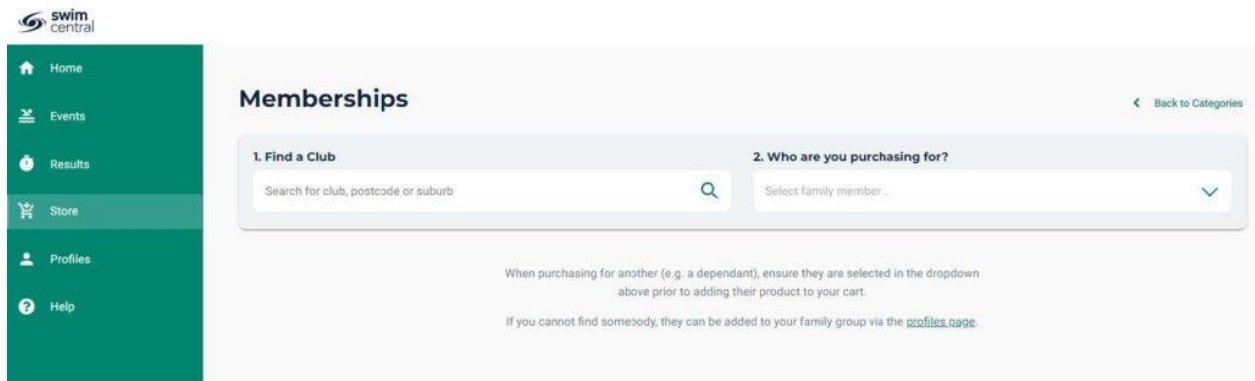 swim
central
Home
Events
Results
Store
Profiles
Help
Memberships
Back to Categories
1. Find a Club
Search for club, postcode or suburb
2. Who are you purchasing for?
Select family member...
When purchasing for another (e.g. a dependant), ensure they are selected in the dropdown
above prior to adding their product to your cart.
If you cannot find somebody, they can be added to your family group via the profiles page.